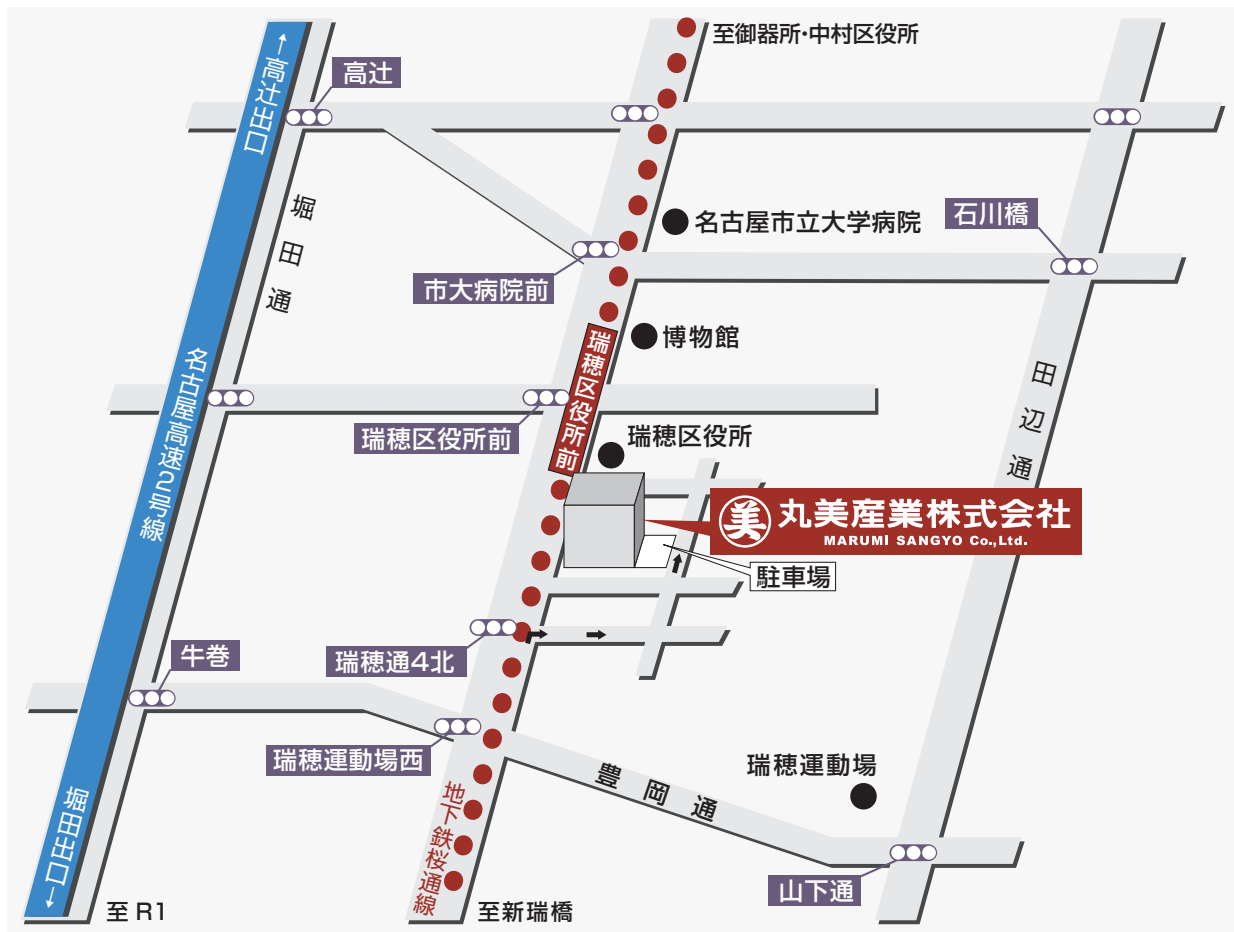 至御器所・中村区役所
↑高辻出口
高辻
堀田通
名古屋市立大学病院
石川橋
市大病院前
博物館
瑞穂区役所前
名古屋高速2号線
田辺通
瑞穂区役所前
瑞穂区役所
美 丸美産業株式会社
MARUMI SANGYO Co.,Ltd.
駐車場
牛巻
瑞穂通4北
瑞穂運動場西
瑞穂運動場
豊岡通
堀田出口←
地下鉄桜通線
山下通
至 R1
至新瑞橋